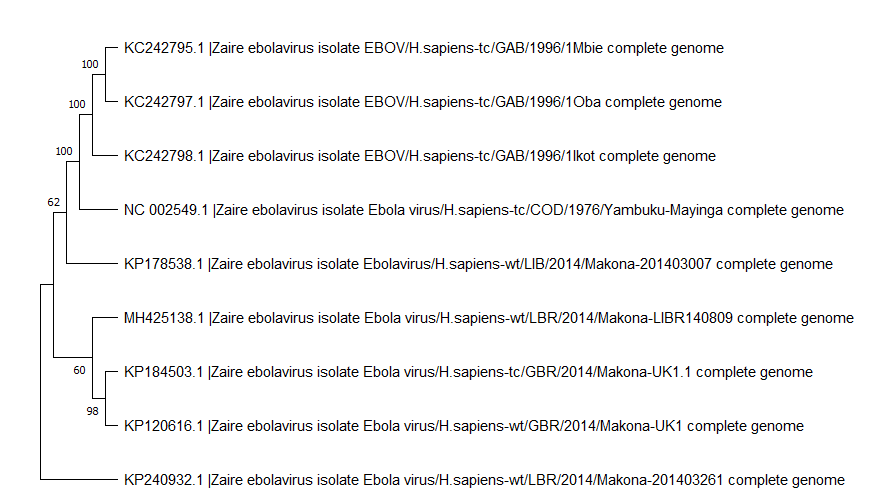 KC242795.1 |Zaire ebolavirus isolate EBOV/H.sapiens-tc/GAB/1996/1Mbie complete genome
100
KC242797.1 |Zaire ebolavirus isolate EBOV/H.sapiens-tc/GAB/1996/1Oba complete genome
100
KC242798.1 |Zaire ebolavirus isolate EBOV/H.sapiens-tc/GAB/1996/1Ikot complete genome
100
NC 002549.1 |Zaire ebolavirus isolate Ebola virus/H.sapiens-tc/COD/1976/Yambuku-Mayinga complete genome
62
KP178538.1 |Zaire ebolavirus isolate Ebolavirus/H.sapiens-wt/LIB/2014/Makona-201403007 complete genome
MH425138.1 |Zaire ebolavirus isolate Ebola virus/H.sapiens-wt/LBR/2014/Makona-LIBR140809 complete genome
60
KP184503.1 |Zaire ebolavirus isolate Ebola virus/H.sapiens-tc/GBR/2014/Makona-UK1.1 complete genome
98
KP120616.1 |Zaire ebolavirus isolate Ebola virus/H.sapiens-wt/GBR/2014/Makona-UK1 complete genome
KP240932.1 |Zaire ebolavirus isolate Ebola virus/H.sapiens-wt/LBR/2014/Makona-201403261 complete genome